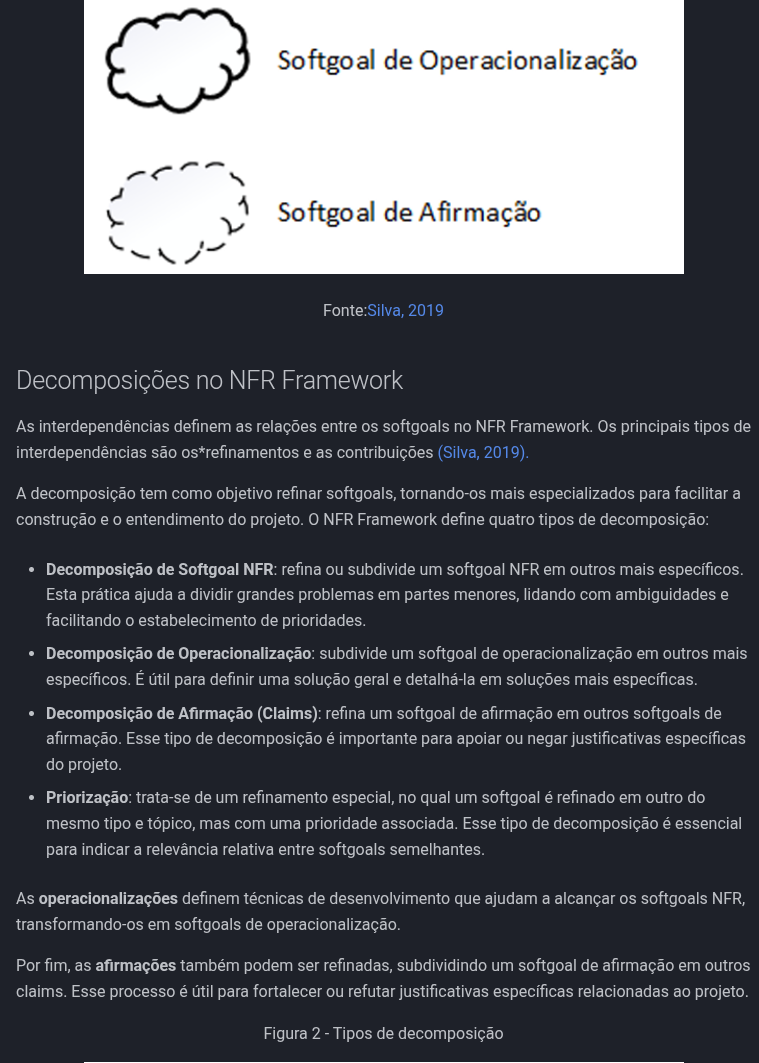 Softgoal de Operacionalização
Softgoal de Afirmação
Fonte:Silva, 2019
Decomposições no NFR Framework
As interdependências definem as relações entre os softgoals no NFR Framework. Os principais tipos de
interdependências são os*refinamentos e as contribuições (Silva, 2019).
A decomposição tem como objetivo refinar softgoals, tornando-os mais especializados para facilitar a
construção e o entendimento do projeto. O NFR Framework define quatro tipos de decomposição:
• Decomposição de Softgoal NFR: refina ou subdivide um softgoal NFR em outros mais específicos.
Esta prática ajuda a dividir grandes problemas em partes menores, lidando com ambiguidades e
facilitando o estabelecimento de prioridades.
• Decomposição de Operacionalização: subdivide um softgoal de operacionalização em outros mais
específicos. É útil para definir uma solução geral e detalhá-la em soluções mais específicas.
• Decomposição de Afirmação (Claims): refina um softgoal de afirmação em outros softgoals de
afirmação. Esse tipo de decomposição é importante para apoiar ou negar justificativas específicas
do projeto.
• Priorização: trata-se de um refinamento especial, no qual um softgoal é refinado em outro do
mesmo tipo e tópico, mas com uma prioridade associada. Esse tipo de decomposição é essencial
para indicar a relevância relativa entre softgoals semelhantes.
As operacionalizações definem técnicas de desenvolvimento que ajudam a alcançar os softgoals NFR,
transformando-os em softgoals de operacionalização.
Por fim, as afirmações também podem ser refinadas, subdividindo um softgoal de afirmação em outros
claims. Esse processo é útil para fortalecer ou refutar justificativas específicas relacionadas ao projeto.
Figura 2 - Tipos de decomposição